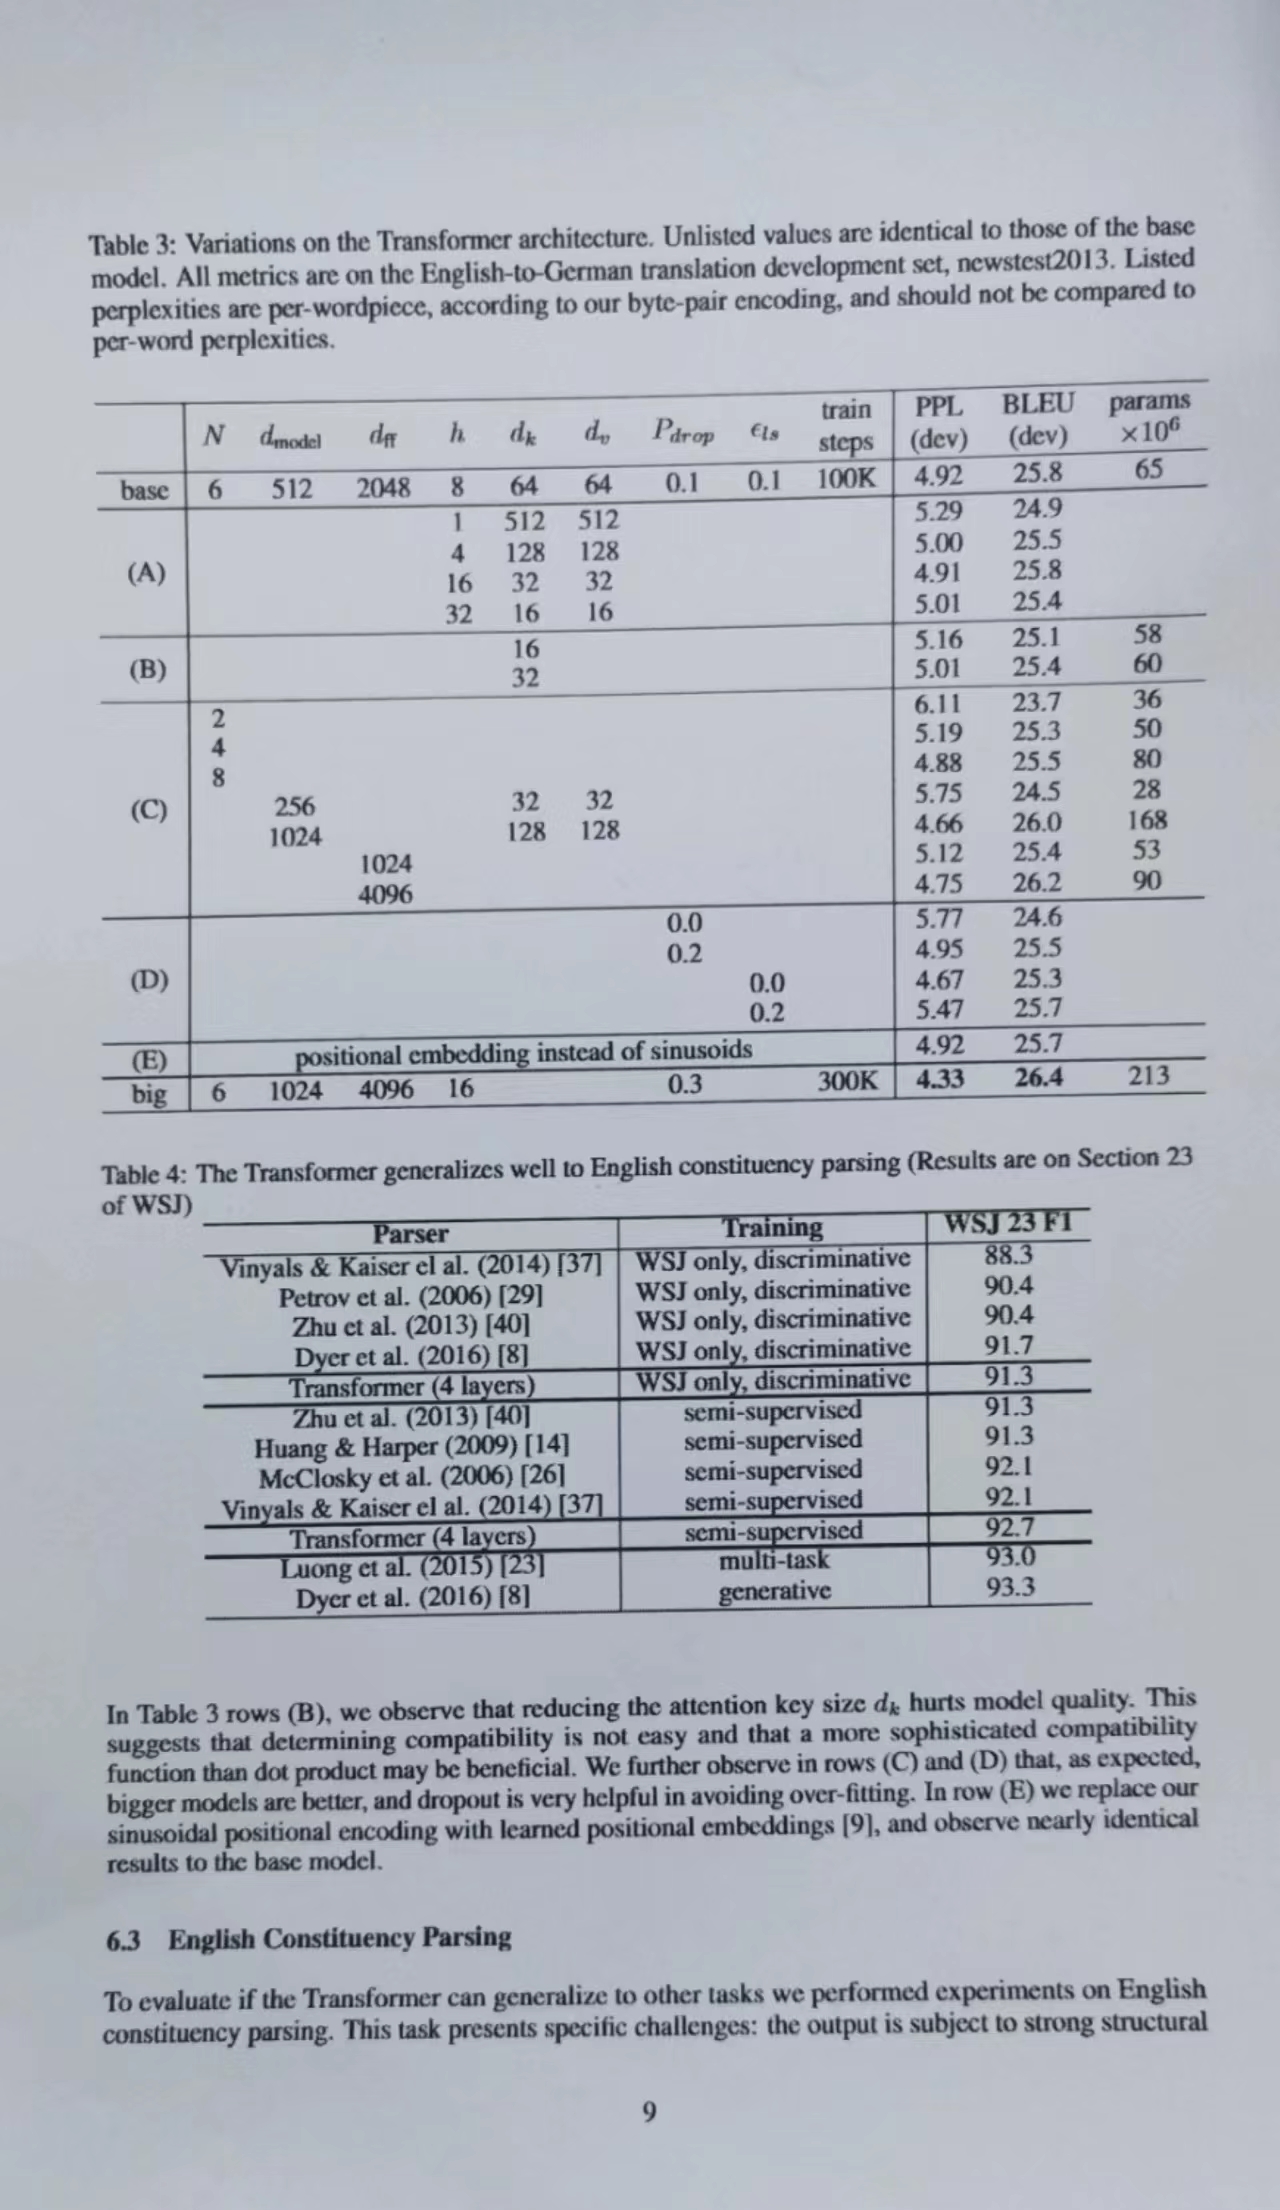 Table 3: Variations on the Transformer architecture. Unlisted values are identical to those of the base
model. All metrics are on the English-to-German translation development set, newstest2013. Listed
perplexities are per-wordpiece, according to our byte-pair encoding, and should not be compared to
per-word perplexities.
N d_model d_ff h d_k d_v P_drop ϵ_ls train steps PPL (dev) BLEU (dev) params ×10⁶
base 6 512 2048 8 64 64 0.1 0.1 100K 4.92 25.8 65
(A)
1 512 512 5.29 24.9
4 128 128 5.00 25.5
16 32 32 4.91 25.8
32 16 16 5.01 25.4
(B)
16 5.16 25.1 58
32 5.01 25.4 60
(C)
2 6.11 23.7 36
4 5.19 25.3 50
8 4.88 25.5 80
256 32 32 5.75 24.5 28
1024 128 128 4.66 26.0 168
1024 5.12 25.4 53
4096 4.75 26.2 90
(D)
0.0 5.77 24.6
0.2 4.95 25.5
0.0 4.67 25.3
0.2 5.47 25.7
(E) positional embedding instead of sinusoids 4.92 25.7
big 6 1024 4096 16 0.3 300K 4.33 26.4 213
Table 4: The Transformer generalizes well to English constituency parsing (Results are on Section 23
of WSJ)
Parser Training WSJ 23 F1
Vinyals & Kaiser el al. (2014) [37] WSJ only, discriminative 88.3
Petrov et al. (2006) [29] WSJ only, discriminative 90.4
Zhu et al. (2013) [40] WSJ only, discriminative 90.4
Dyer et al. (2016) [8] WSJ only, discriminative 91.7
Transformer (4 layers) WSJ only, discriminative 91.3
Zhu et al. (2013) [40] semi-supervised 91.3
Huang & Harper (2009) [14] semi-supervised 91.3
McClosky et al. (2006) [26] semi-supervised 92.1
Vinyals & Kaiser el al. (2014) [37] semi-supervised 92.1
Transformer (4 layers) semi-supervised 92.7
Luong et al. (2015) [23] multi-task 93.0
Dyer et al. (2016) [8] generative 93.3
In Table 3 rows (B), we observe that reducing the attention key size d_k hurts model quality. This
suggests that determining compatibility is not easy and that a more sophisticated compatibility
function than dot product may be beneficial. We further observe in rows (C) and (D) that, as expected,
bigger models are better, and dropout is very helpful in avoiding over-fitting. In row (E) we replace our
sinusoidal positional encoding with learned positional embeddings [9], and observe nearly identical
results to the base model.
6.3 English Constituency Parsing
To evaluate if the Transformer can generalize to other tasks we performed experiments on English
constituency parsing. This task presents specific challenges: the output is subject to strong structural
9